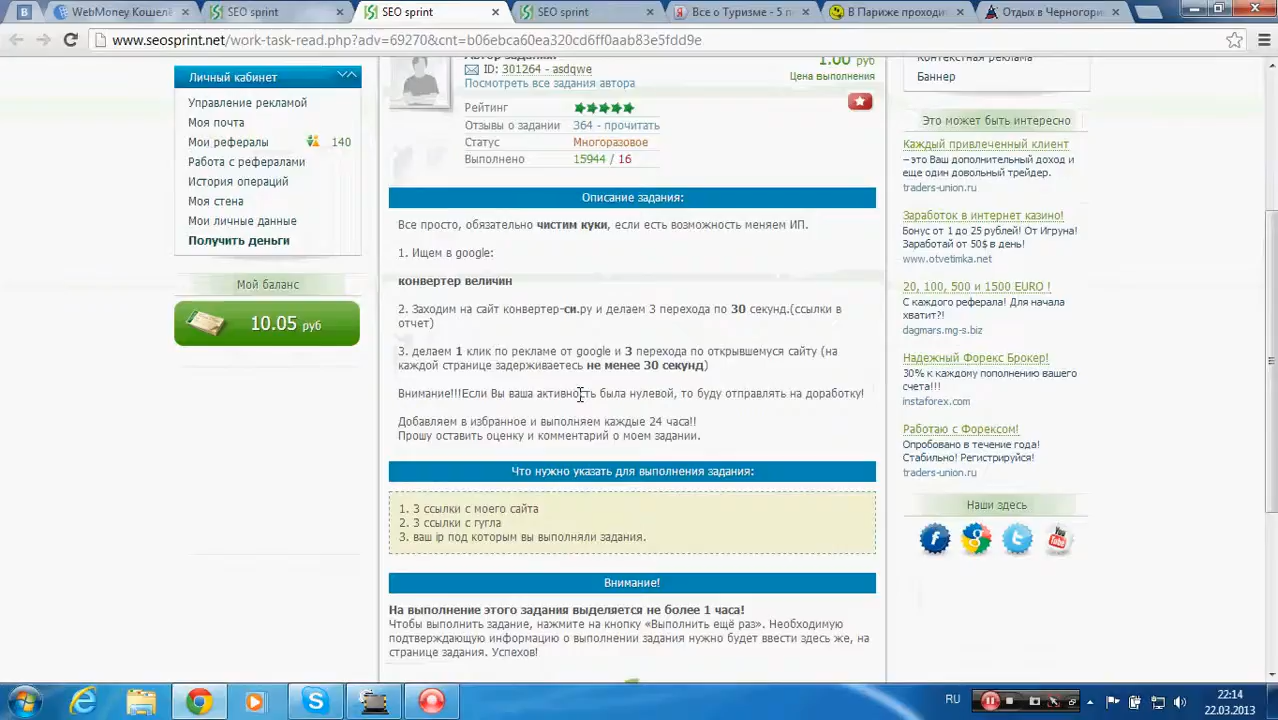 WebMoney Кошелё
SEO sprint
SEO sprint
SEO sprint
Все о Туризме - 5 п
В Париже проходи
Отдых в Черногори
www.seosprint.net/work-task-read.php?adv=69270&cnt=b06ebca60ea320cd6ff0aab83e5fdd9e
Личный кабинет
Управление рекламой
Моя почта
Мои рефералы 140
Работа с рефералами
История операций
Моя стена
Мои личные данные
Получить деньги
Мой баланс
10.05 руб
Автор задания:
ID: 301264 - asdqwe
Посмотреть все задания автора
1.00 руб
Цена выполнения
Рейтинг
Отзывы о задании 364 - прочитать
Статус Многоразовое
Выполнено 15944 / 16
Описание задания:
Все просто, обязательно чистим куки, если есть возможность меняем ИП.
1. Ищем в google:
конвертер величин
2. Заходим на сайт конвертер-си.ру и делаем 3 перехода по 30 секунд.(ссылки в
отчет)
3. делаем 1 клик по рекламе от google и 3 перехода по открывшемуся сайту (на
каждой странице задерживаетесь не менее 30 секунд)
Внимание!!!Если Вы ваша активность была нулевой, то буду отправлять на доработку!
Добавляем в избранное и выполняем каждые 24 часа!!
Прошу оставить оценку и комментарий о моем задании.
Что нужно указать для выполнения задания:
1. 3 ссылки с моего сайта
2. 3 ссылки с гугла
3. ваш ip под которым вы выполняли задания.
Внимание!
На выполнение этого задания выделяется не более 1 часа!
Чтобы выполнить задание, нажмите на кнопку «Выполнить ещё раз». Необходимую
подтверждающую информацию о выполнении задания нужно будет ввести здесь же, на
странице задания. Успехов!
Контекстная реклама
Баннер
Это может быть интересно
Каждый привлеченный клиент
–это Ваш дополнительный доход и
еще один довольный трейдер.
traders-union.ru
Заработок в интернет казино!
Бонус от 1 до 25 рублей! От Игруна!
Заработай от 50$ в день!
www.otvetimka.net
20, 100, 500 и 1500 EURO !
С каждого реферала! Для начала
хватит?!
dagmars.mg-s.biz
Надежный Форекс Брокер!
30% к каждому пополнению вашего
счета!!!
instaforex.com
Работаю с Форексом!
Опробовано в течение года!
Стабильно! Регистрируйся!
traders-union.ru
Наши здесь
You
Tube
RU
22:14
22.03.2013